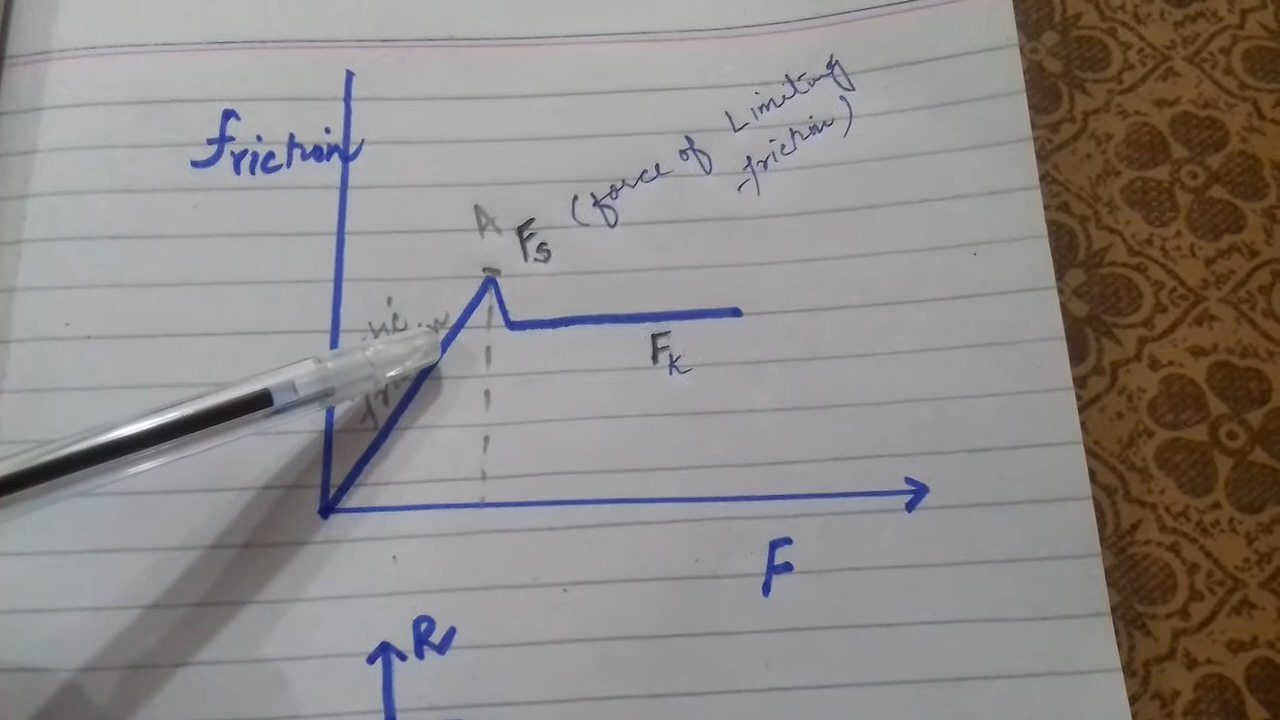 friction
(force of Limiting
friction)
A
Fs
Fk
F
R